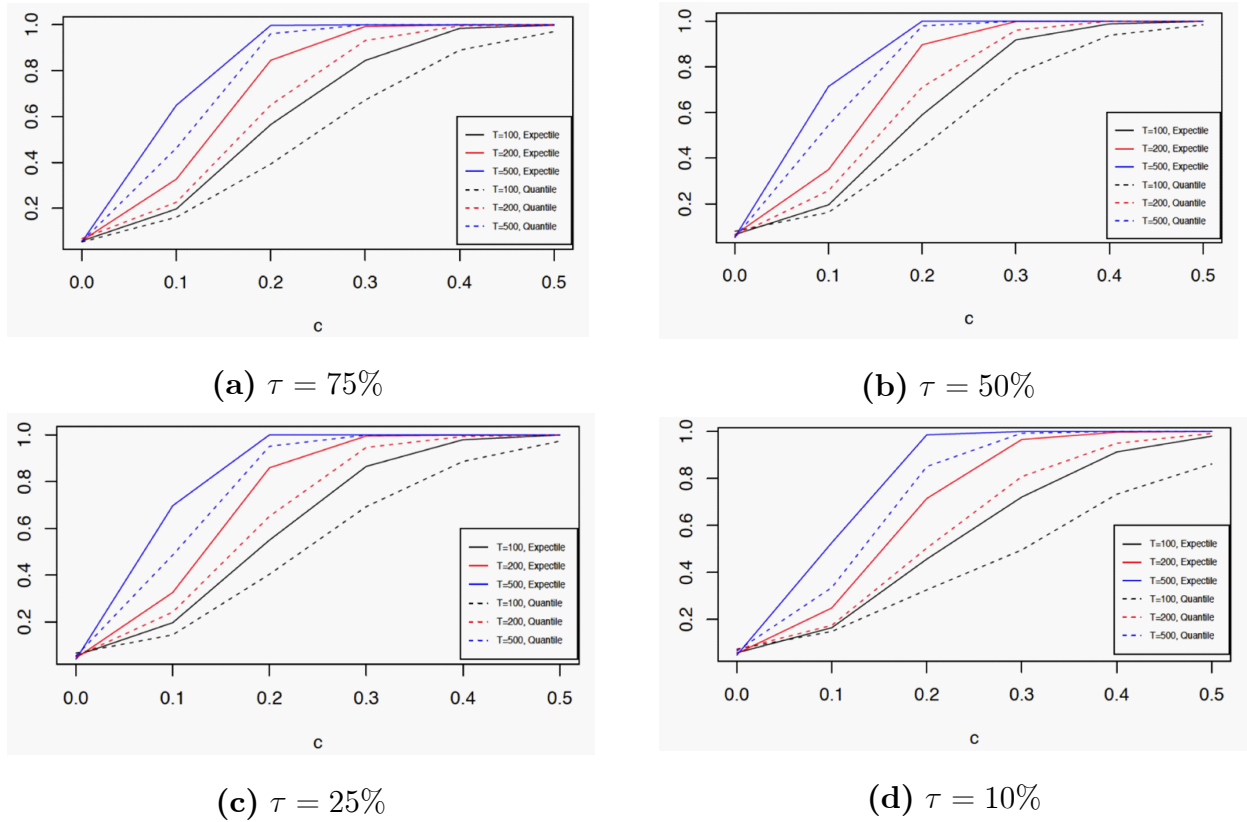 1.0
0.8
0.6
0.4
0.2
T=100, Expectile
T=200, Expectile
T=500, Expectile
T=100, Quantile
T=200, Quantile
T=500, Quantile
0.0 0.1 0.2 0.3 0.4 0.5
c
(a) τ = 75%
1.0
0.8
0.6
0.4
0.2
T=100, Expectile
T=200, Expectile
T=500, Expectile
T=100, Quantile
T=200, Quantile
T=500, Quantile
0.0 0.1 0.2 0.3 0.4 0.5
c
(b) τ = 50%
1.0
0.8
0.6
0.4
0.2
T=100, Expectile
T=200, Expectile
T=500, Expectile
T=100, Quantile
T=200, Quantile
T=500, Quantile
0.0 0.1 0.2 0.3 0.4 0.5
c
(c) τ = 25%
1.0
0.8
0.6
0.4
0.2
T=100, Expectile
T=200, Expectile
T=500, Expectile
T=100, Quantile
T=200, Quantile
T=500, Quantile
0.0 0.1 0.2 0.3 0.4 0.5
c
(d) τ = 10%